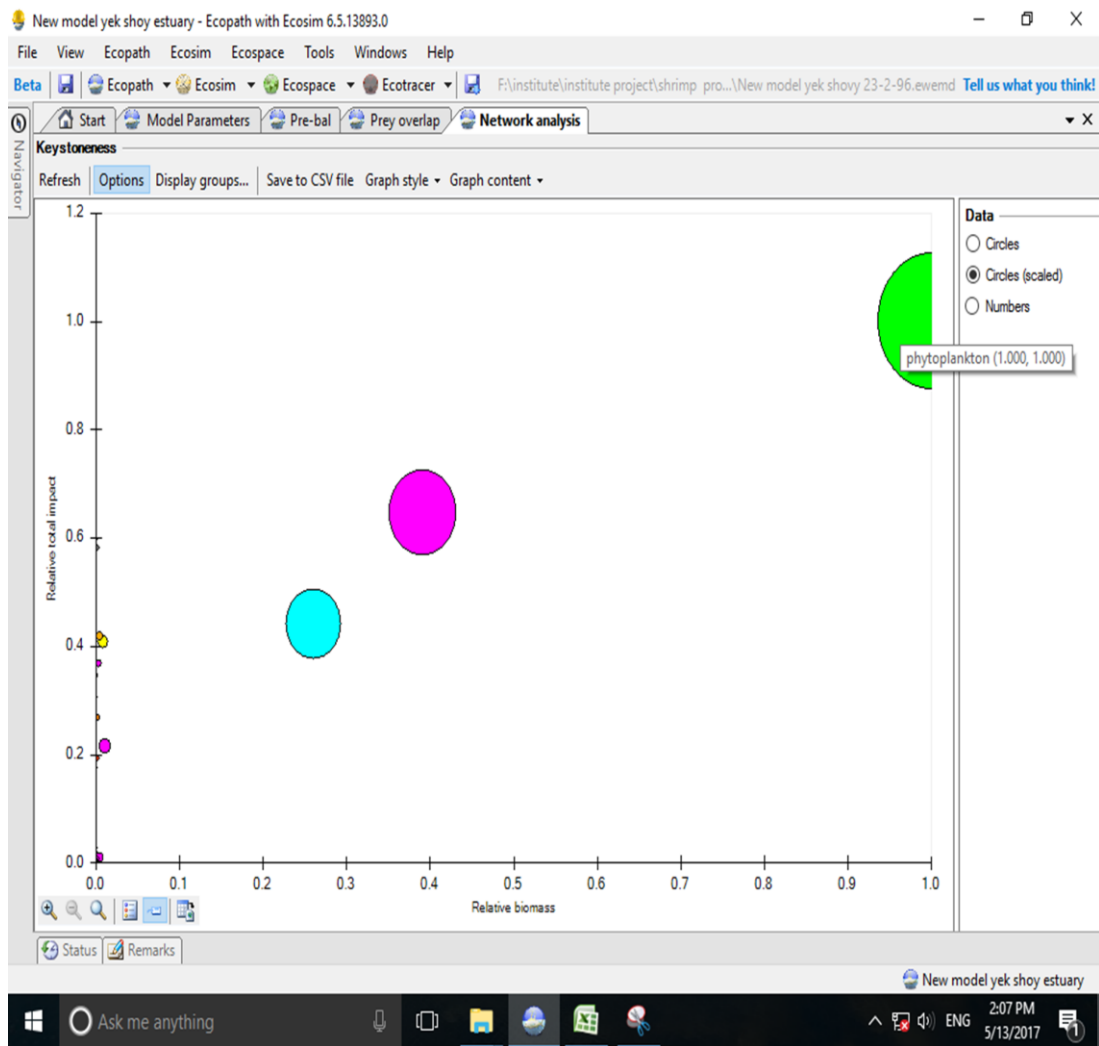 New model yek shoy estuary - Ecopath with Ecosim 6.5.13893.0
File View Ecopath Ecosim Ecospace Tools Windows Help
Beta Ecopath Ecosim Ecospace Ecotracer F:\institute\institute project\shrimp pro...\New model yek shovy 23-2-96.ewemd Tell us what you think!
Start Model Parameters Pre-bal Prey overlap Network analysis
Navigator
Keystoneness
Refresh Options Display groups... Save to CSV file Graph style Graph content
Data
Circles
Circles (scaled)
Numbers
1.2
1.0
0.8
0.6
0.4
0.2
0.0
Relative total impact
phytoplankton (1.000, 1.000)
0.0 0.1 0.2 0.3 0.4 0.5 0.6 0.7 0.8 0.9 1.0
Relative biomass
Status Remarks
New model yek shoy estuary
Ask me anything
ENG
2:07 PM
5/13/2017
1